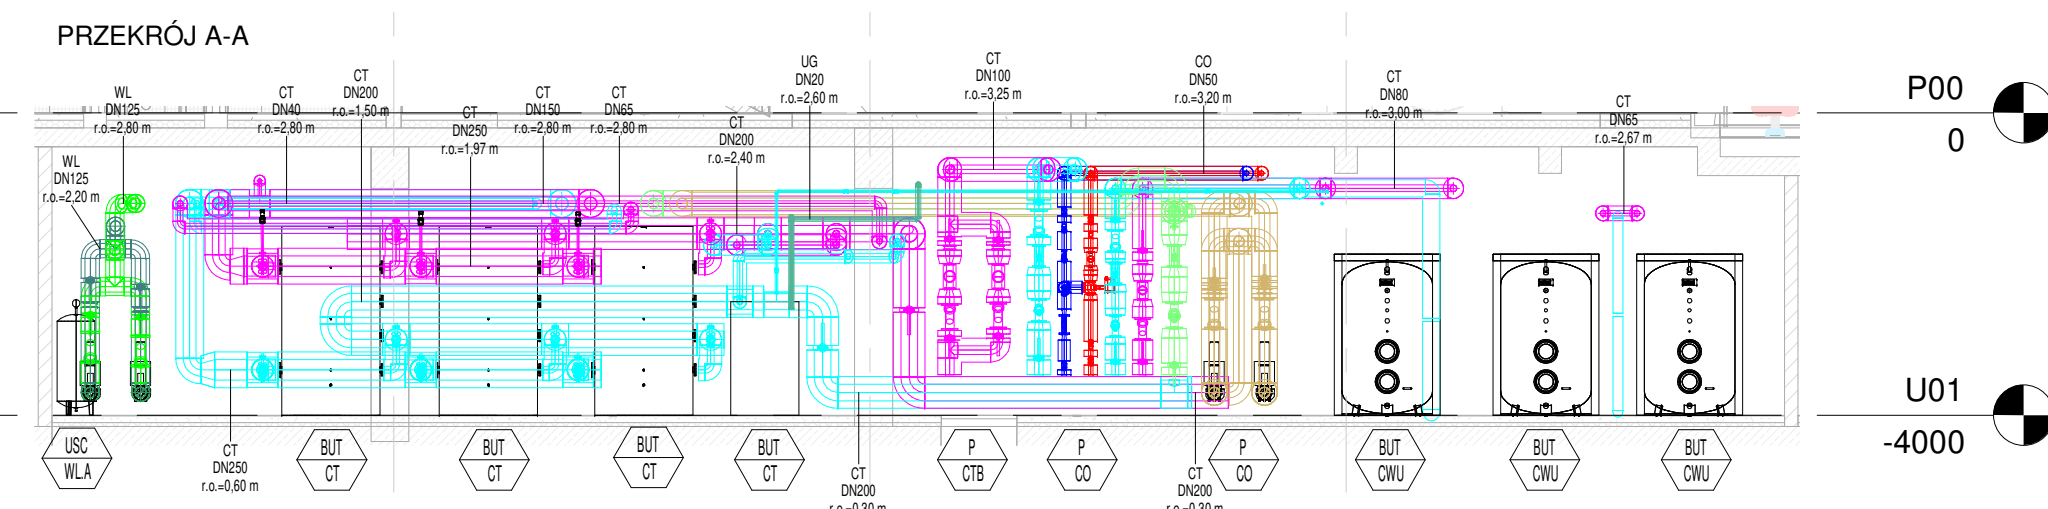 PRZEKRÓJ A-A
WL
DN125
r.o.=2,80 m
WL
DN125
r.o.=2,20 m
CT
DN40
r.o.=2,80 m
CT
DN200
r.o.=1,50 m
CT
DN250
r.o.=1,97 m
CT
DN150
r.o.=2,80 m
CT
DN65
r.o.=2,80 m
CT
DN200
r.o.=2,40 m
UG
DN20
r.o.=2,60 m
CT
DN100
r.o.=3,25 m
CO
DN50
r.o.=3,20 m
CT
DN80
r.o.=3,00 m
CT
DN65
r.o.=2,67 m
P00
0
U01
-4000
USC
WL.A
CT
DN250
r.o.=0,60 m
BUT
CT
BUT
CT
BUT
CT
BUT
CT
CT
DN200
r.o.=0,30 m
P
CTB
P
CO
CT
DN200
r.o.=0,30 m
P
CO
BUT
CWU
BUT
CWU
BUT
CWU